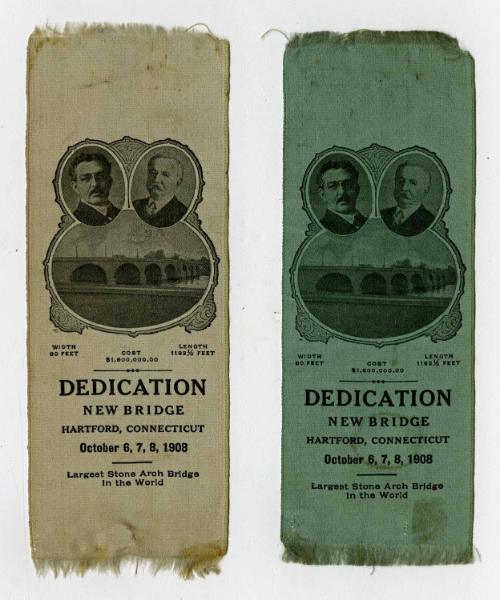 WIDTH
80 FEET
COST
$1,600,000.00
LENGTH
1192½ FEET
DEDICATION
NEW BRIDGE
HARTFORD, CONNECTICUT
October 6, 7, 8, 1908
Largest Stone Arch Bridge
in the World
WIDTH
80 FEET
COST
$1,600,000.00
LENGTH
1192½ FEET
DEDICATION
NEW BRIDGE
HARTFORD, CONNECTICUT
October 6, 7, 8, 1908
Largest Stone Arch Bridge
in the World